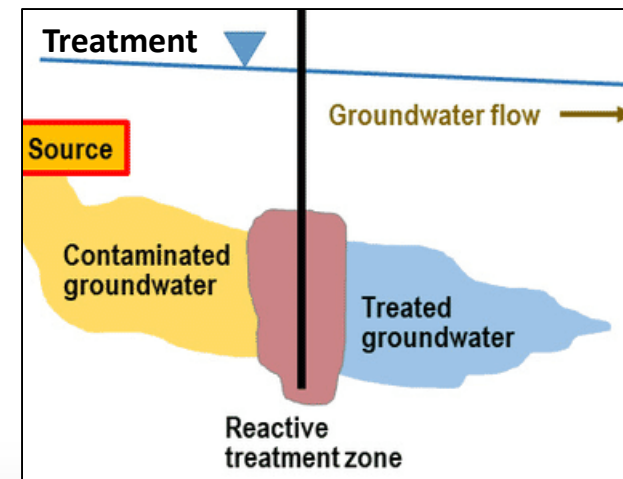 Treatment
Groundwater flow
Source
Contaminated
groundwater
Treated
groundwater
Reactive
treatment zone